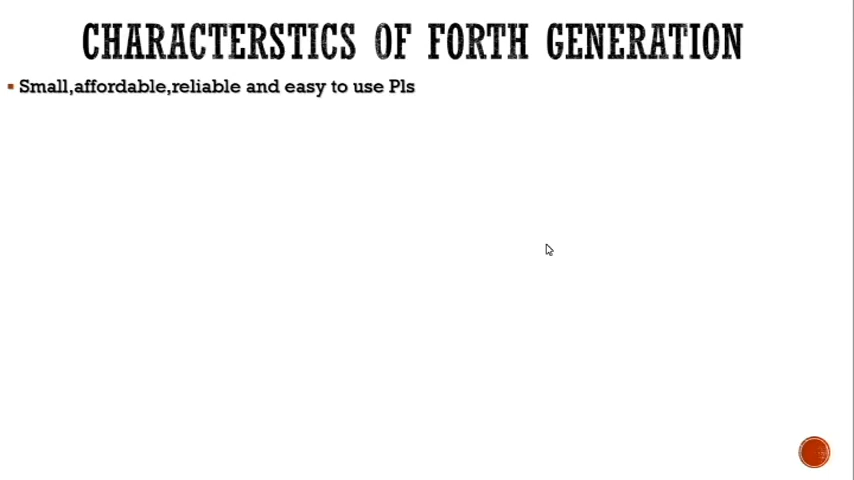 CHARACTERSTICS OF FORTH GENERATION
Small,affordable,reliable and easy to use Pls